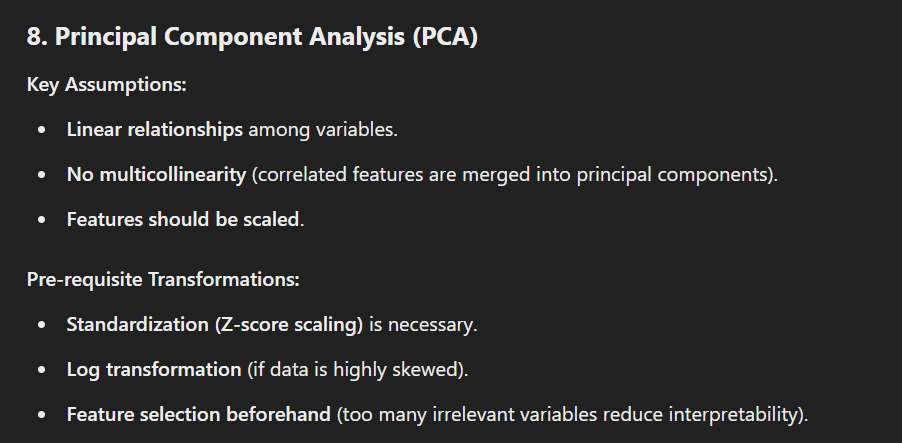 8. Principal Component Analysis (PCA)
Key Assumptions:
• Linear relationships among variables.
• No multicollinearity (correlated features are merged into principal components).
• Features should be scaled.
Pre-requisite Transformations:
• Standardization (Z-score scaling) is necessary.
• Log transformation (if data is highly skewed).
• Feature selection beforehand (too many irrelevant variables reduce interpretability).